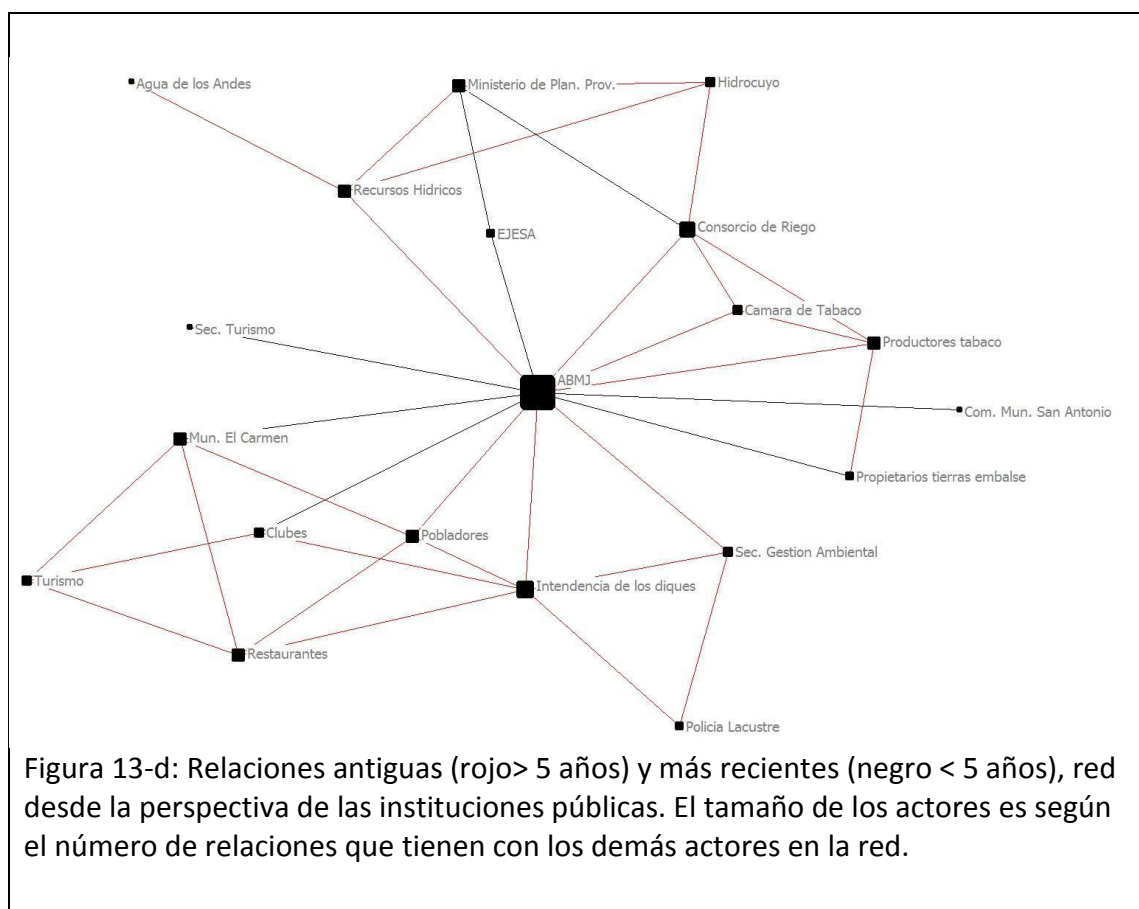 Agua de los Andes
Ministerio de Plan. Prov.
Hidrocuyo
Recursos Hidricos
EJESA
Consorcio de Riego
Camara de Tabaco
Sec. Turismo
Productores tabaco
ABMJ
Com. Mun. San Antonio
Mun. El Carmen
Propietarios tierras embalse
Clubes
Pobladores
Sec. Gestion Ambiental
Turismo
Intendencia de los diques
Restaurantes
Policia Lacustre
Figura 13-d: Relaciones antiguas (rojo> 5 años) y más recientes (negro < 5 años), red
desde la perspectiva de las instituciones públicas. El tamaño de los actores es según
el número de relaciones que tienen con los demás actores en la red.